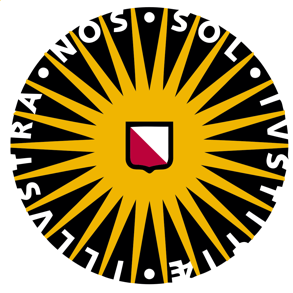 SOL · IVSTITIÆ · ILLVSTRA · NOS ·